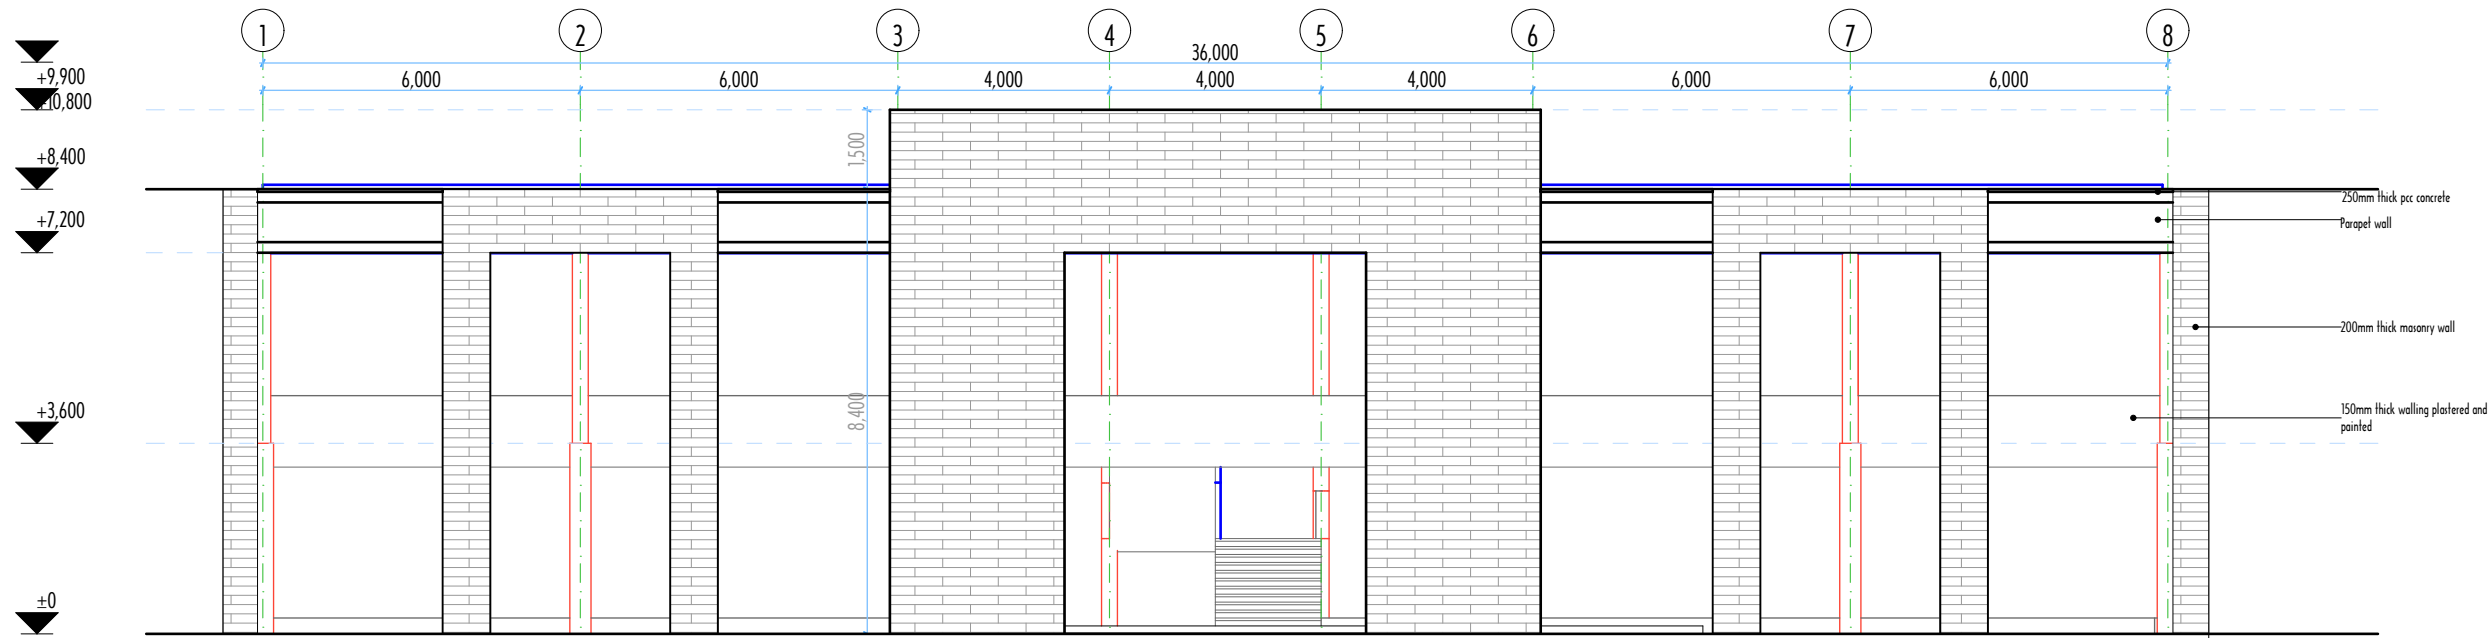 1 2 3 4 5 6 7 8
36,000
+9,900
6,000 6,000 4,000 4,000 4,000 6,000 6,000
+10,800
1,500
+8,400
250mm thick pcc concrete
+7,200
Parapet wall
200mm thick masonry wall
+3,600
8,400
150mm thick walling plastered and
painted
±0